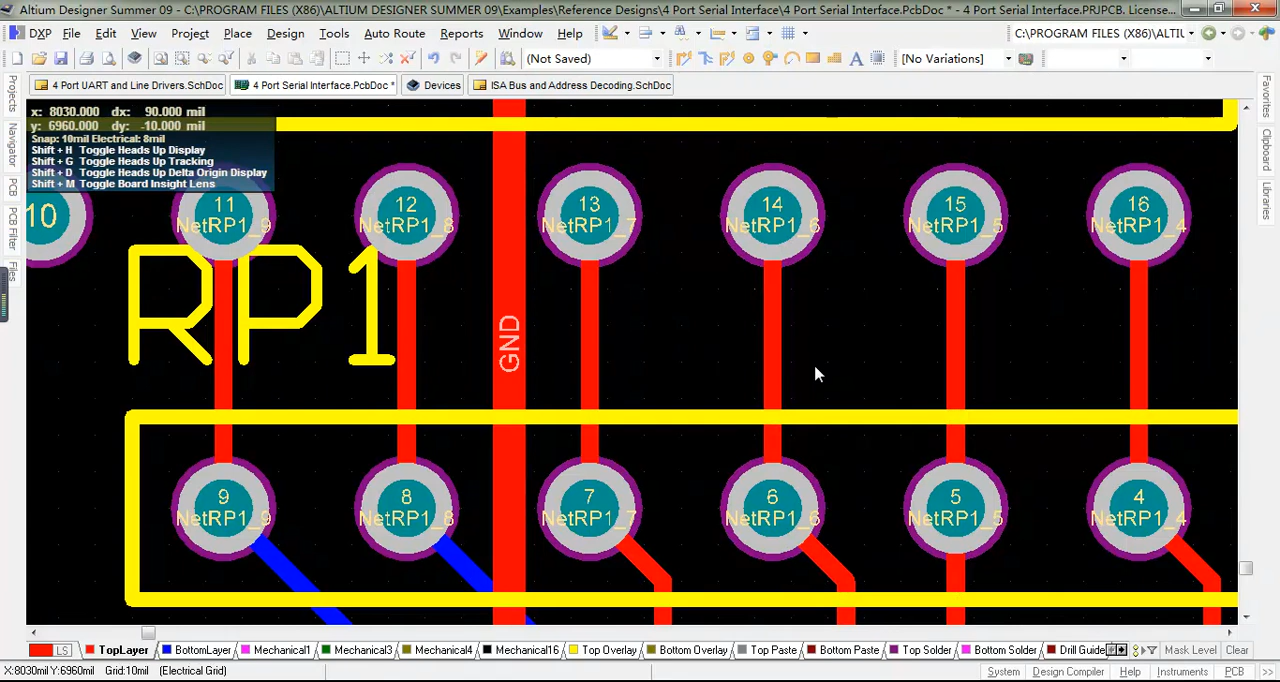 Altium Designer Summer 09 - C:\PROGRAM FILES (X86)\ALTIUM DESIGNER SUMMER 09\Examples\Reference Designs\4 Port Serial Interface\4 Port Serial Interface.PcbDoc * - 4 Port Serial Interface.PRJPCB. License...
DXP File Edit View Project Place Design Tools Auto Route Reports Window Help C:\PROGRAM FILES (X86)\ALTIU
(Not Saved) [No Variations]
4 Port UART and Line Drivers.SchDoc 4 Port Serial Interface.PcbDoc * Devices ISA Bus and Address Decoding.SchDoc
Projects
Navigator
PCB
PCB Filter
Files
Favorites
Clipboard
Libraries
x: 8030.000 dx: 90.000 mil
y: 6960.000 dy: -10.000 mil
Snap: 10mil Electrical: 8mil
Shift + H Toggle Heads Up Display
Shift + G Toggle Heads Up Tracking
Shift + D Toggle Heads Up Delta Origin Display
Shift + M Toggle Board Insight Lens
10
11
NetRP1_9
12
NetRP1_8
13
NetRP1_7
14
NetRP1_6
15
NetRP1_5
16
NetRP1_4
RP1
GND
9
NetRP1_9
8
NetRP1_8
7
NetRP1_7
6
NetRP1_6
5
NetRP1_5
4
NetRP1_4
LS TopLayer BottomLayer Mechanical1 Mechanical3 Mechanical4 Mechanical16 Top Overlay Bottom Overlay Top Paste Bottom Paste Top Solder Bottom Solder Drill Guide Mask Level Clear
X:8030mil Y:6960mil Grid:10mil (Electrical Grid) System Design Compiler Help Instruments PCB >>